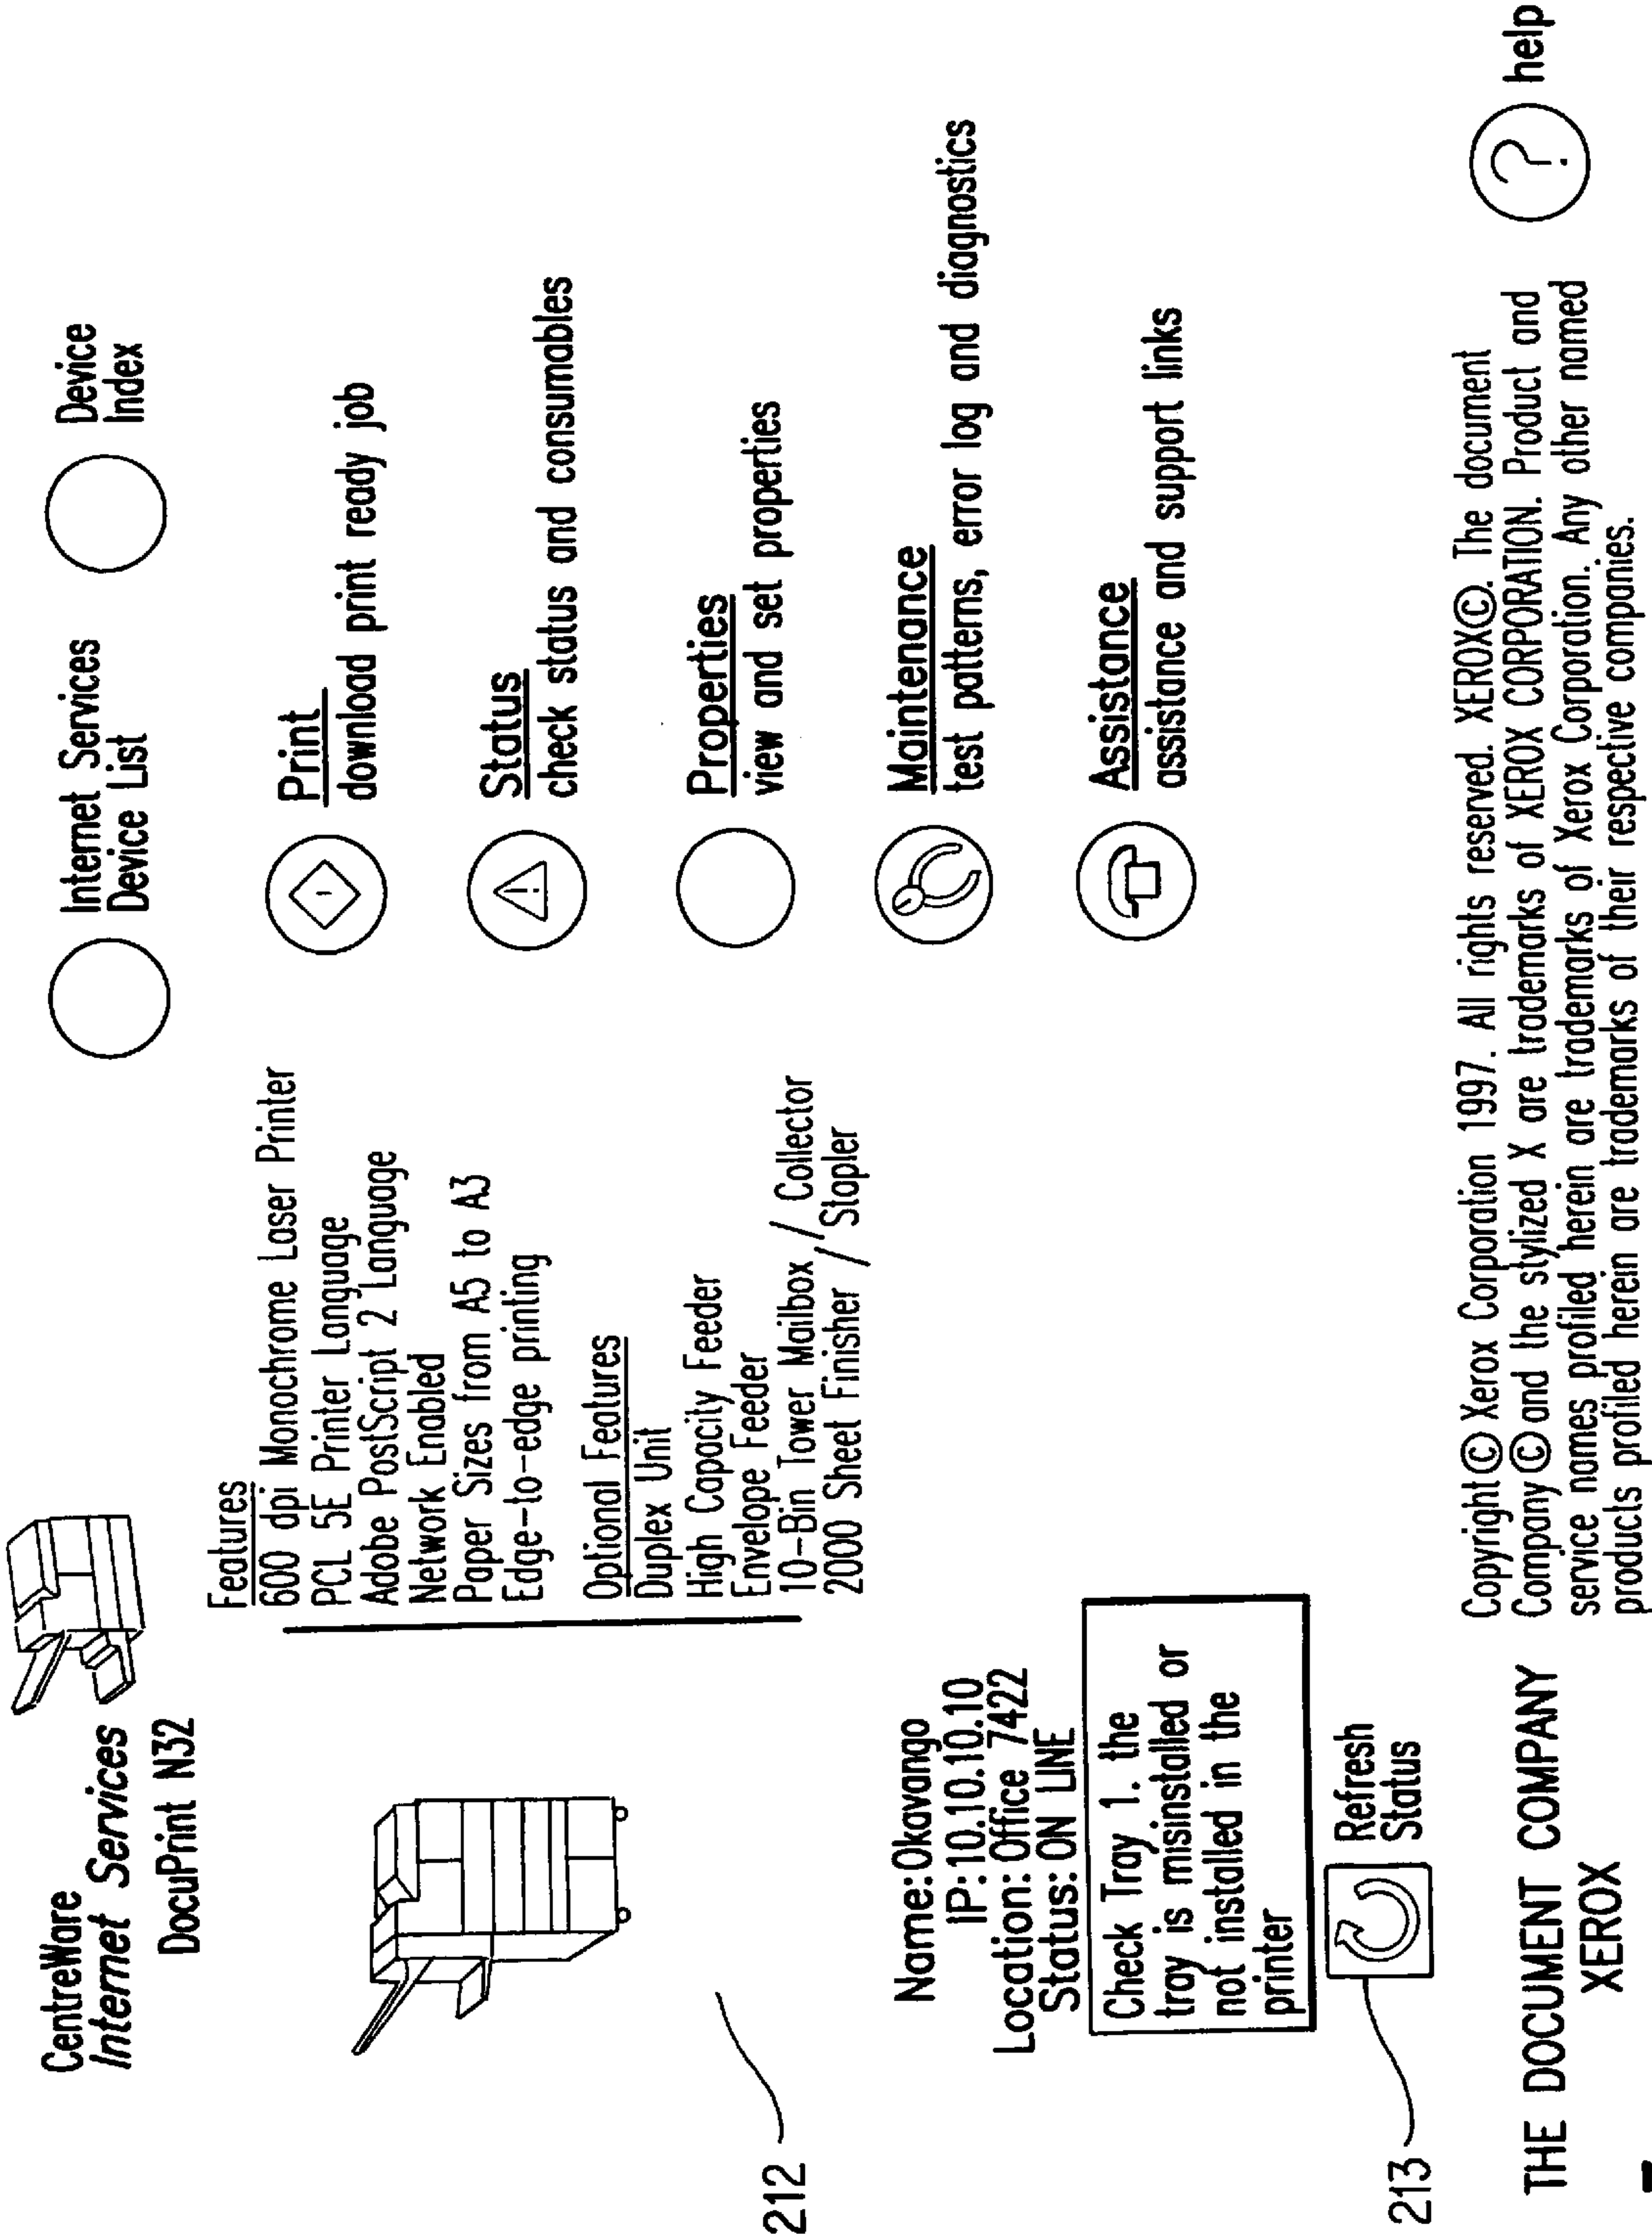 CentreWare
Internet Services
DocuPrint N32
Internet Services
Device List
Device
Index
Features
600 dpi Monochrome Laser Printer
PCL 5E Printer Language
Adobe PostScript 2 Language
Network Enabled
Paper Sizes from A5 to A3
Edge-to-edge printing
Optional Features
Duplex Unit
High Capacity Feeder
Envelope Feeder
10-Bin Tower Mailbox / Collector
2000 Sheet Finisher / Stapler
Print
download print ready job
Status
check status and consumables
Properties
view and set properties
Maintenance
test patterns, error log and diagnostics
Assistance
assistance and support links
212
Name: Okavango
IP: 10.10.10.10
Location: Office 7422
Status: ON LINE
Check Tray 1. the
tray is misinstalled or
not installed in the
printer
213
Refresh
Status
THE DOCUMENT COMPANY
XEROX
Copyright © Xerox Corporation 1997. All rights reserved. XEROX©. The document
Company © and the stylized X are trademarks of XEROX CORPORATION. Product and
service names profiled herein are trademarks of Xerox Corporation. Any other named
products profiled herein are trademarks of their respective companies.
? help